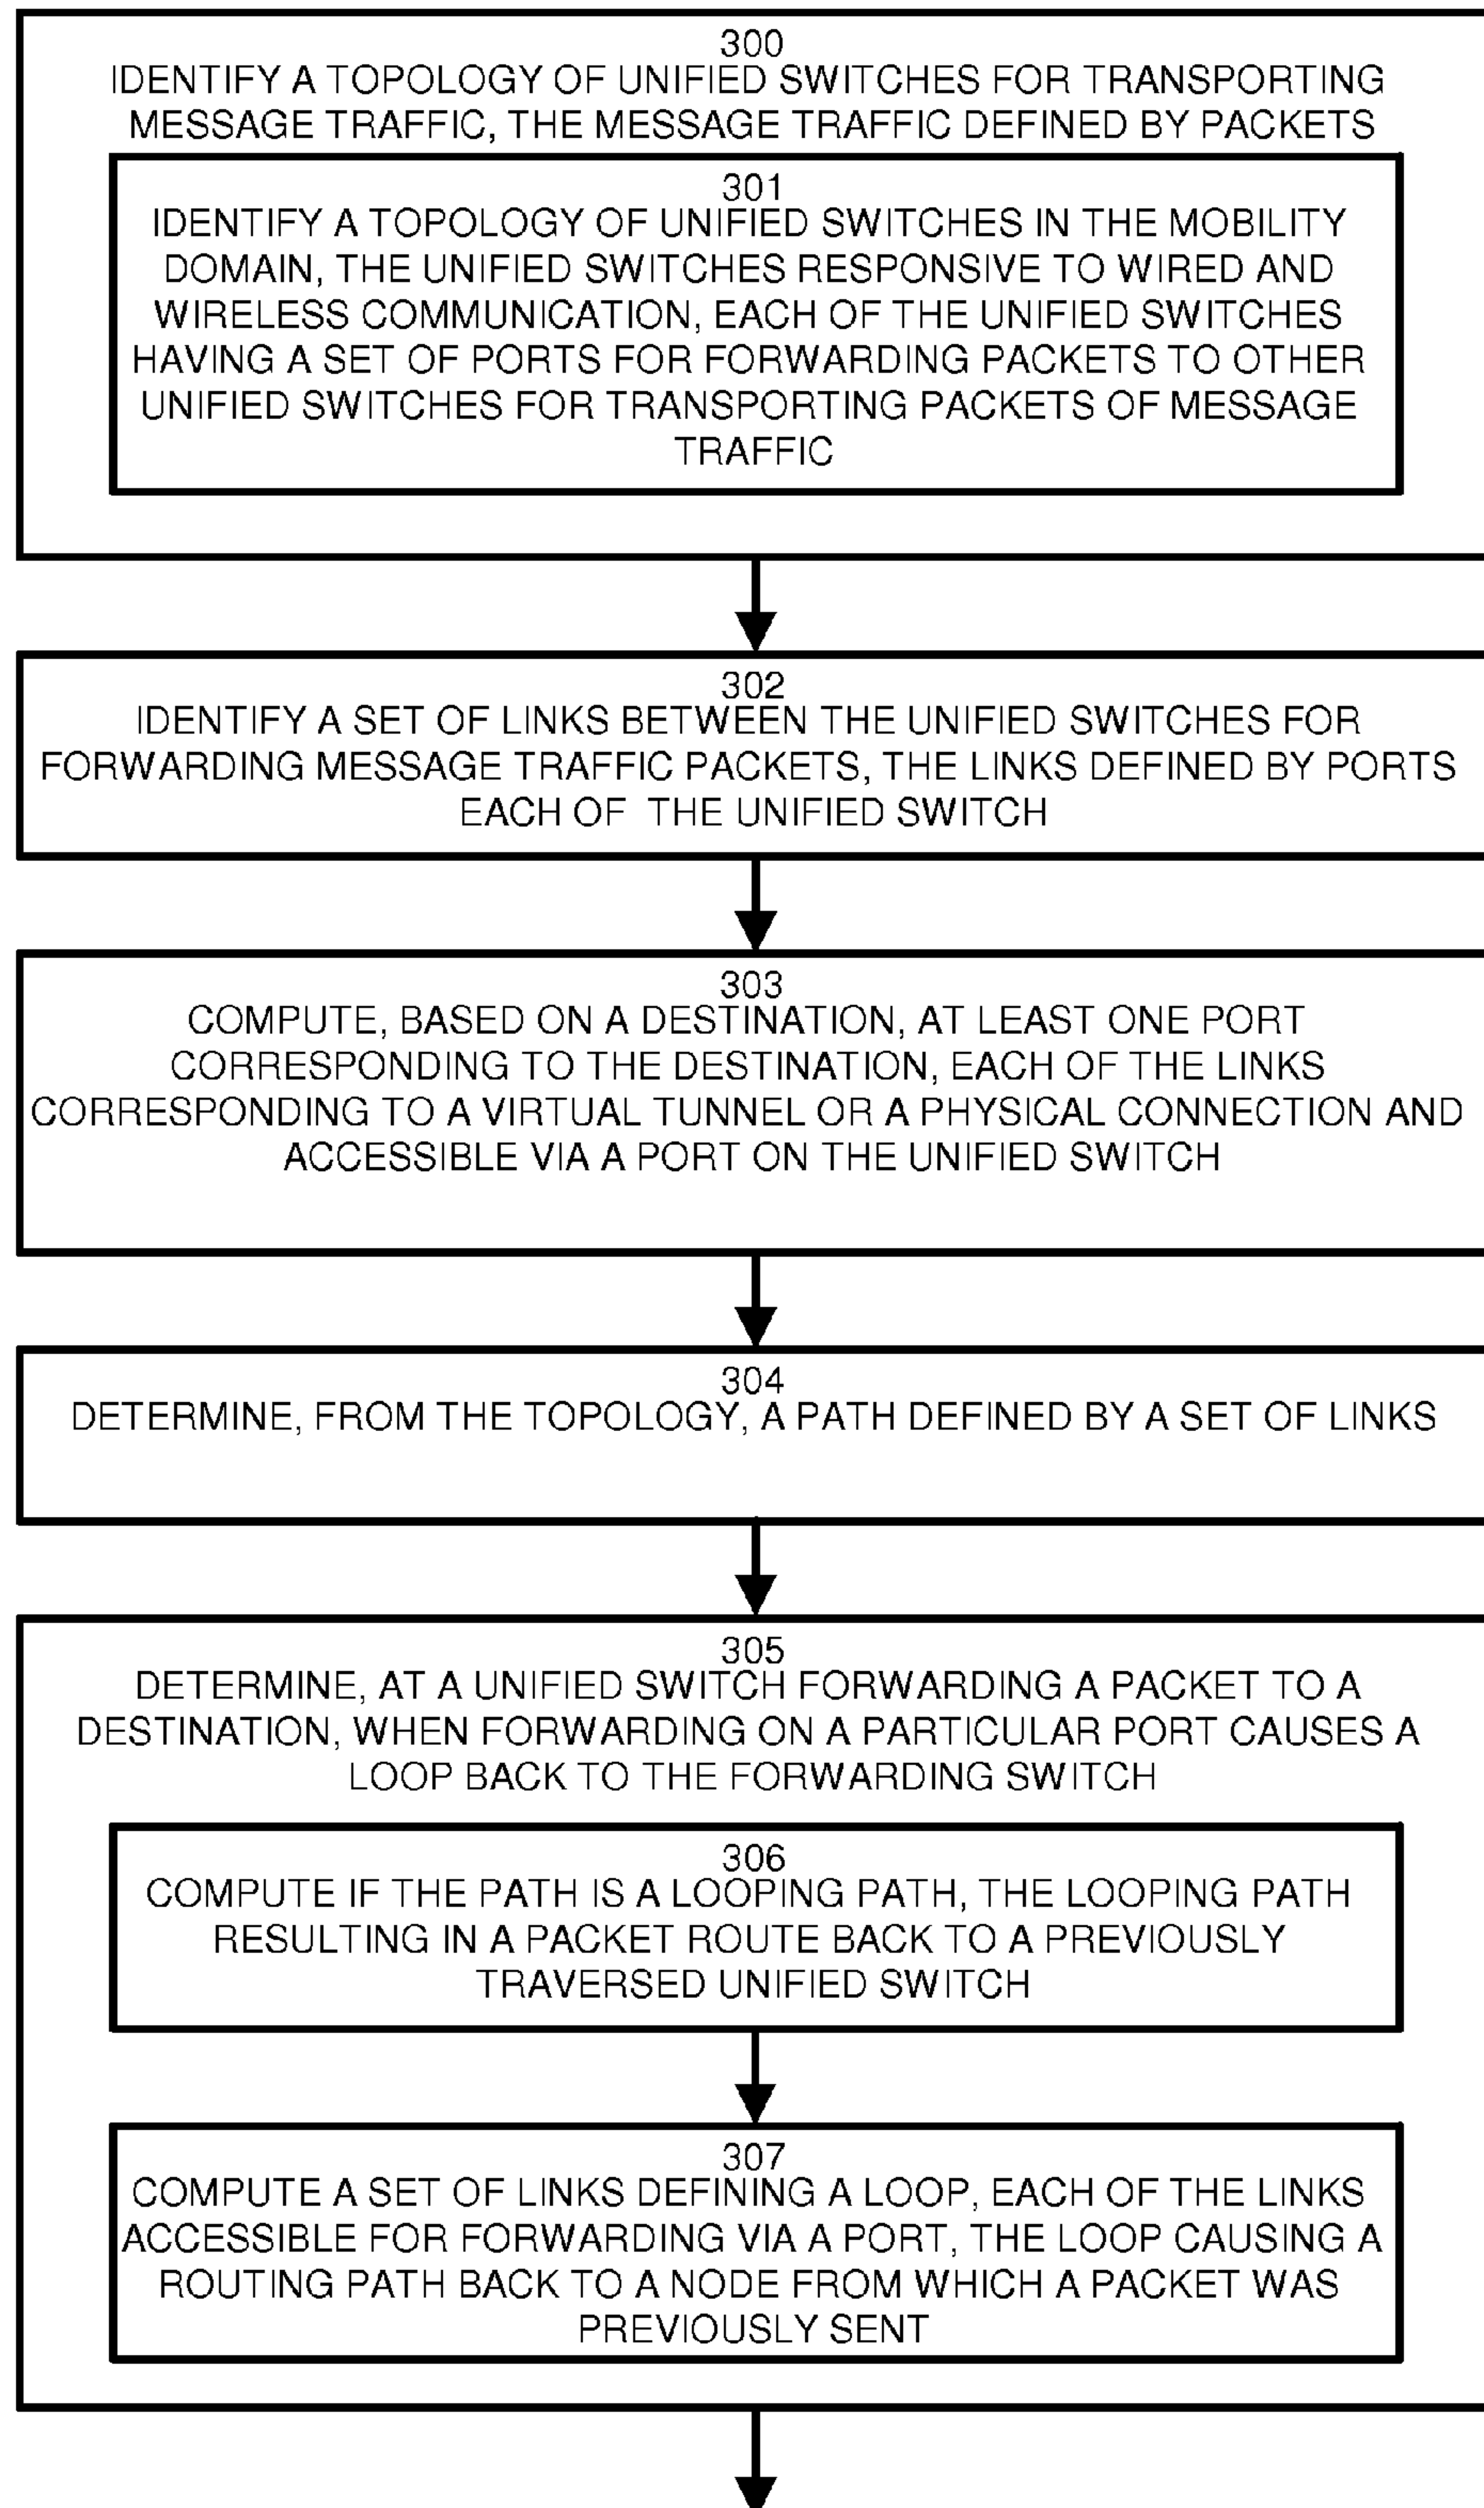 300
IDENTIFY A TOPOLOGY OF UNIFIED SWITCHES FOR TRANSPORTING
MESSAGE TRAFFIC, THE MESSAGE TRAFFIC DEFINED BY PACKETS
301
IDENTIFY A TOPOLOGY OF UNIFIED SWITCHES IN THE MOBILITY
DOMAIN, THE UNIFIED SWITCHES RESPONSIVE TO WIRED AND
WIRELESS COMMUNICATION, EACH OF THE UNIFIED SWITCHES
HAVING A SET OF PORTS FOR FORWARDING PACKETS TO OTHER
UNIFIED SWITCHES FOR TRANSPORTING PACKETS OF MESSAGE
TRAFFIC
302
IDENTIFY A SET OF LINKS BETWEEN THE UNIFIED SWITCHES FOR
FORWARDING MESSAGE TRAFFIC PACKETS, THE LINKS DEFINED BY PORTS
EACH OF THE UNIFIED SWITCH
303
COMPUTE, BASED ON A DESTINATION, AT LEAST ONE PORT
CORRESPONDING TO THE DESTINATION, EACH OF THE LINKS
CORRESPONDING TO A VIRTUAL TUNNEL OR A PHYSICAL CONNECTION AND
ACCESSIBLE VIA A PORT ON THE UNIFIED SWITCH
304
DETERMINE, FROM THE TOPOLOGY, A PATH DEFINED BY A SET OF LINKS
305
DETERMINE, AT A UNIFIED SWITCH FORWARDING A PACKET TO A
DESTINATION, WHEN FORWARDING ON A PARTICULAR PORT CAUSES A
LOOP BACK TO THE FORWARDING SWITCH
306
COMPUTE IF THE PATH IS A LOOPING PATH, THE LOOPING PATH
RESULTING IN A PACKET ROUTE BACK TO A PREVIOUSLY
TRAVERSED UNIFIED SWITCH
307
COMPUTE A SET OF LINKS DEFINING A LOOP, EACH OF THE LINKS
ACCESSIBLE FOR FORWARDING VIA A PORT, THE LOOP CAUSING A
ROUTING PATH BACK TO A NODE FROM WHICH A PACKET WAS
PREVIOUSLY SENT